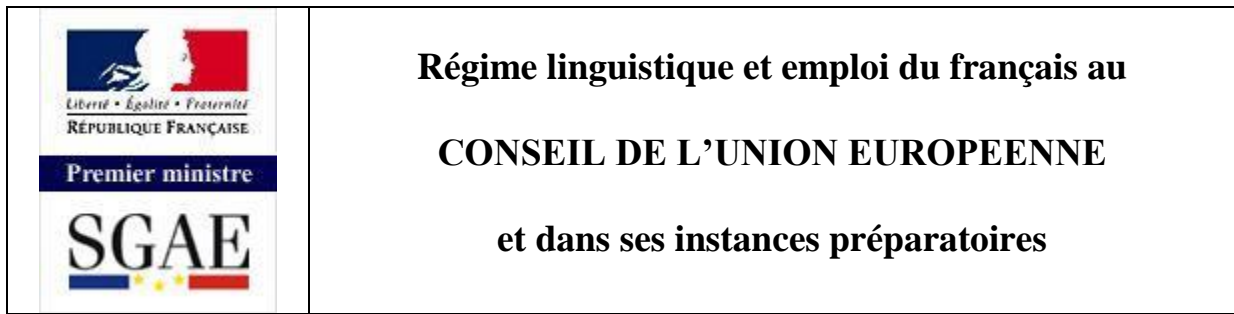 Liberté • Égalité • Fraternité
RÉPUBLIQUE FRANÇAISE
Premier ministre
SGAE
Régime linguistique et emploi du français au
CONSEIL DE L’UNION EUROPEENNE
et dans ses instances préparatoires